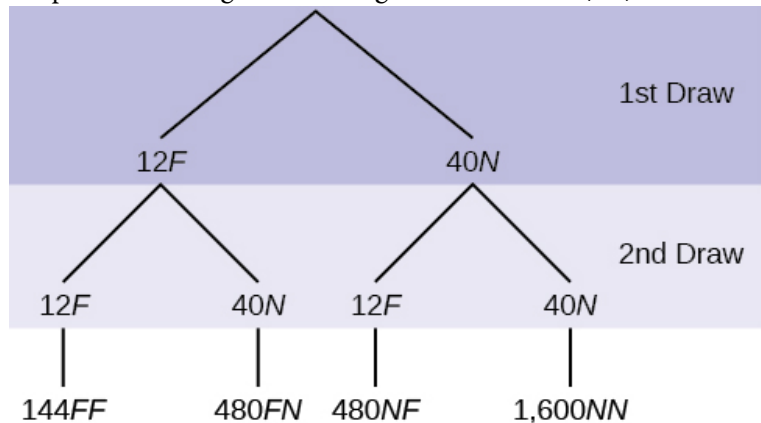 1st Draw
12F 40N
2nd Draw
12F 40N 12F 40N
144FF 480FN 480NF 1,600NN